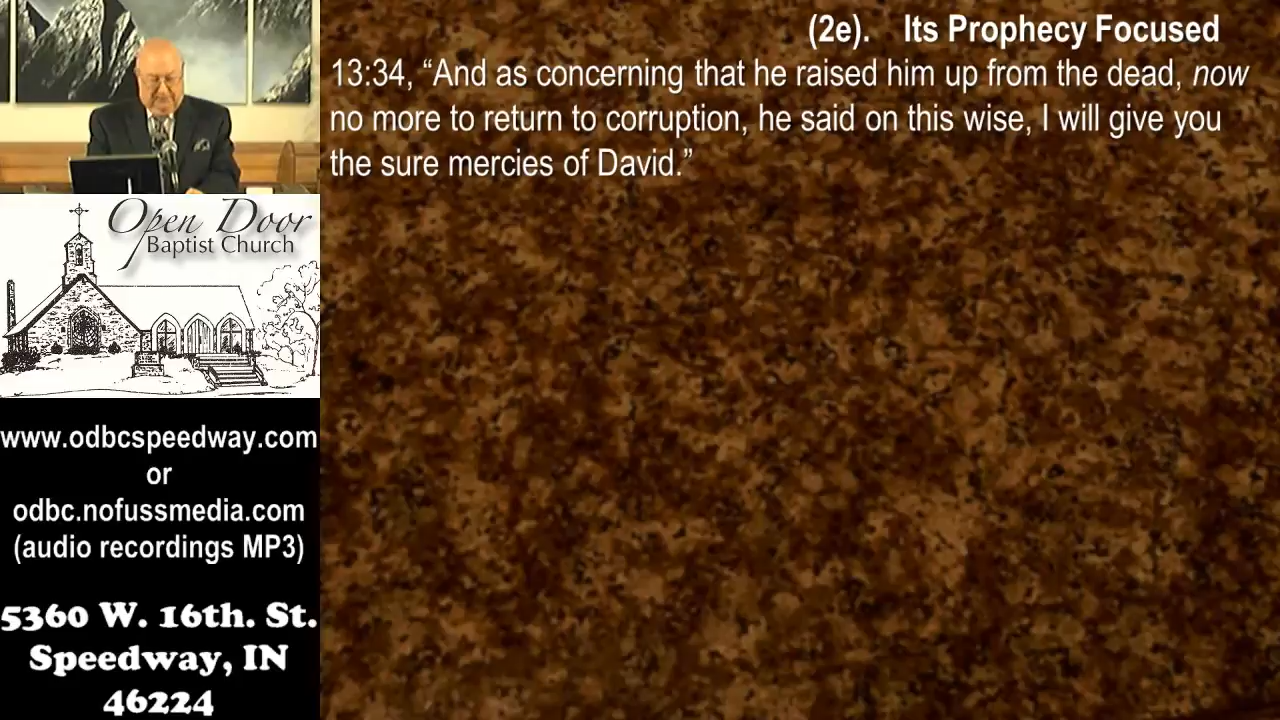 (2e). Its Prophecy Focused
13:34, “And as concerning that he raised him up from the dead, now
no more to return to corruption, he said on this wise, I will give you
the sure mercies of David.”
Open Door
Baptist Church
www.odbcspeedway.com
or
odbc.nofussmedia.com
(audio recordings MP3)
5360 W. 16th. St.
Speedway, IN
46224